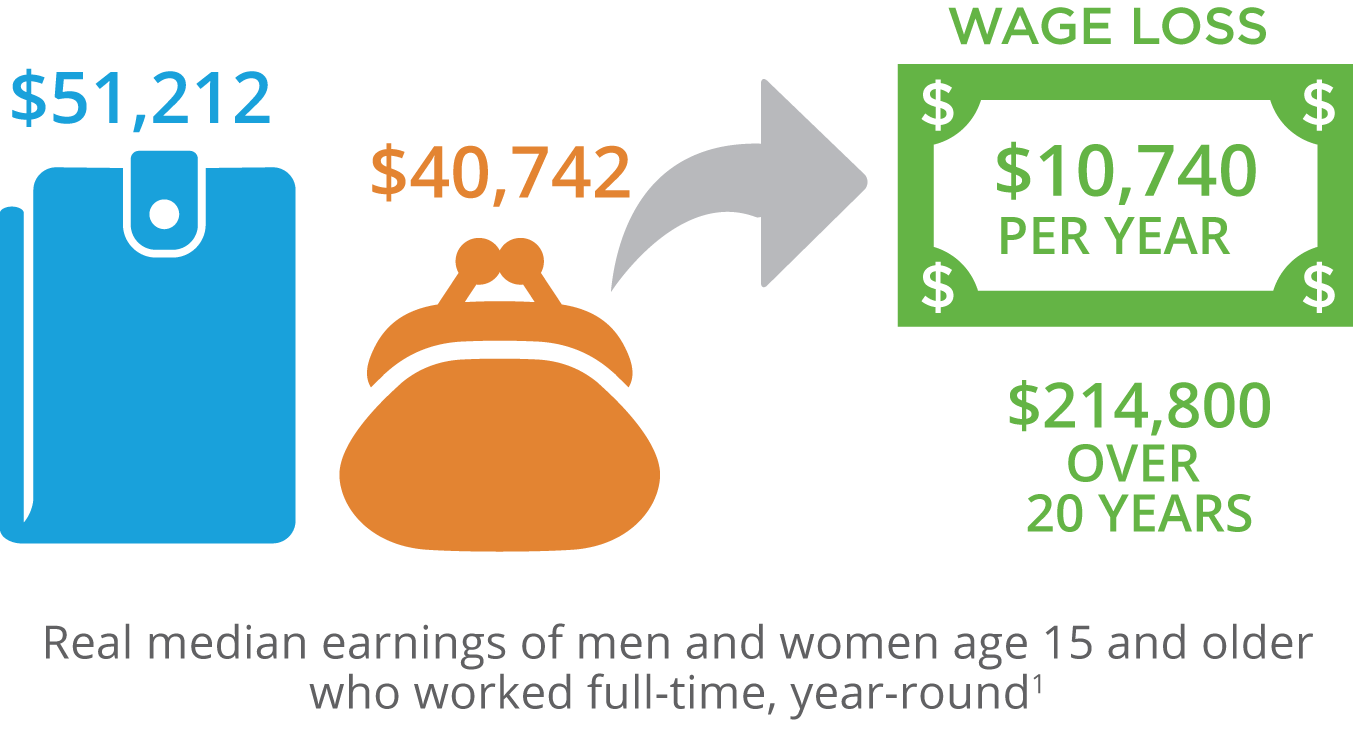 $51,212
$40,742
WAGE LOSS
$ $
$10,740
PER YEAR
$ $
$214,800
OVER
20 YEARS
Real median earnings of men and women age 15 and older
who worked full-time, year-round¹